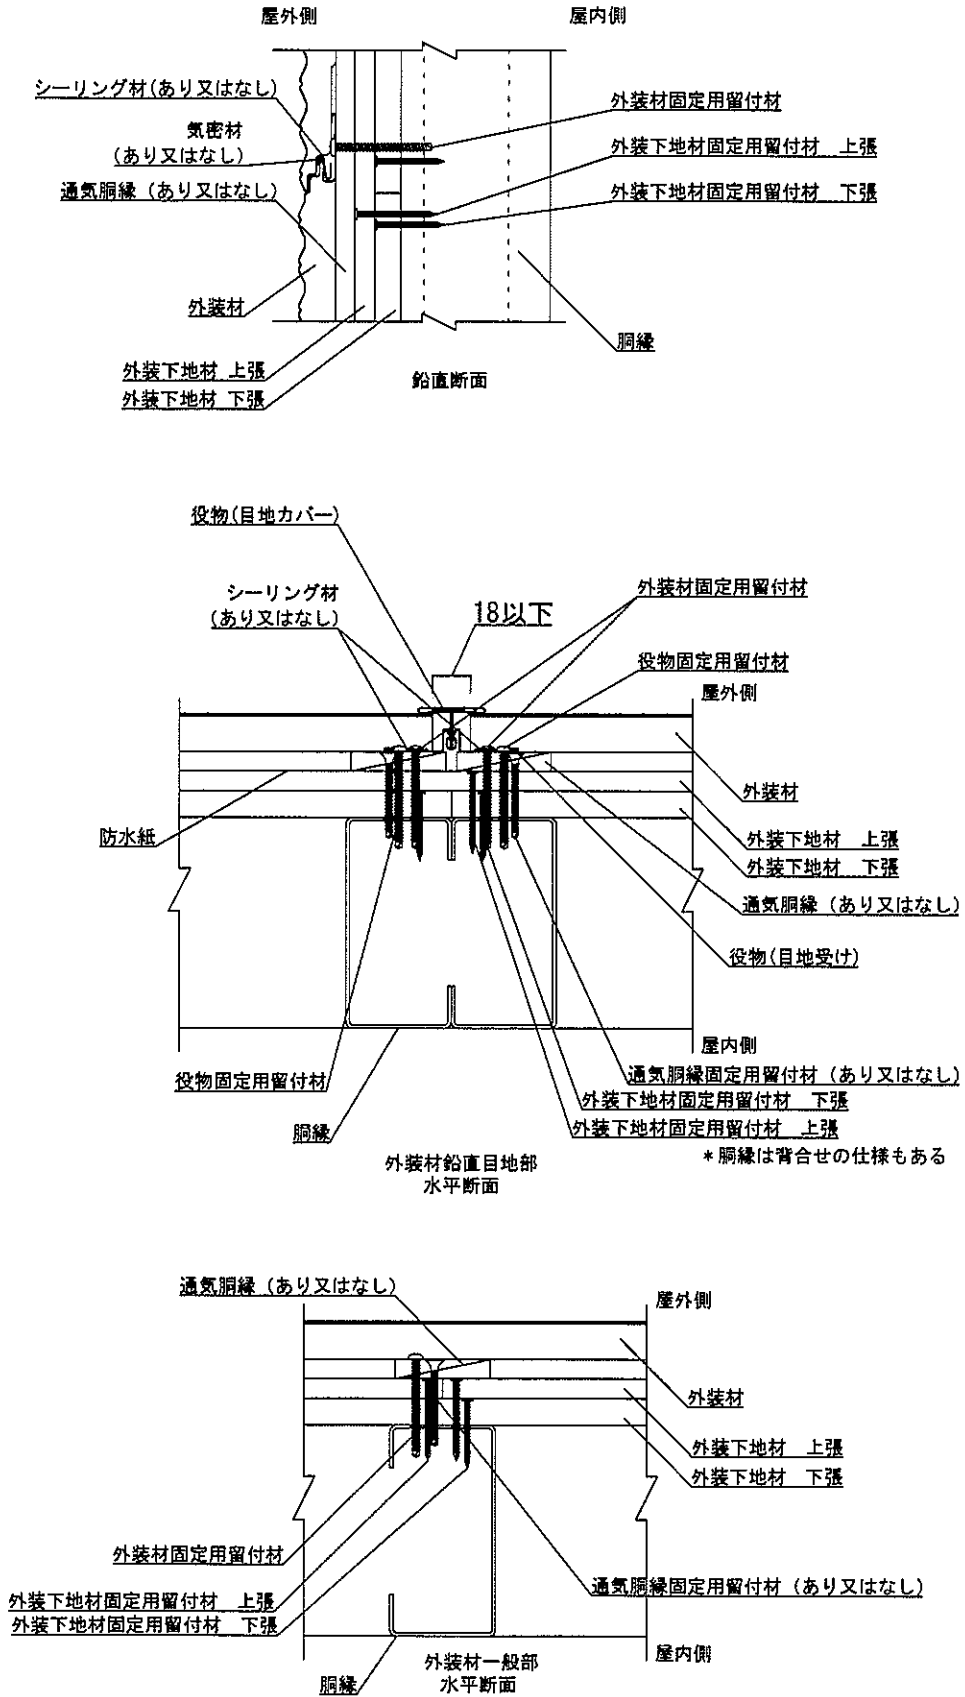 屋外側
屋内側
シーリング材(あり又はなし)
気密材
(あり又はなし)
通気胴縁 (あり又はなし)
外装材
外装下地材 上張
外装下地材 下張
外装材固定用留付材
外装下地材固定用留付材 上張
外装下地材固定用留付材 下張
胴縁
鉛直断面
役物(目地カバー)
シーリング材
(あり又はなし)
18以下
外装材固定用留付材
役物固定用留付材
屋外側
外装材
防水紙
外装下地材 上張
外装下地材 下張
通気胴縁 (あり又はなし)
役物(目地受け)
屋内側
役物固定用留付材
通気胴縁固定用留付材 (あり又はなし)
外装下地材固定用留付材 下張
外装下地材固定用留付材 上張
胴縁
*胴縁は背合せの仕様もある
外装材鉛直目地部
水平断面
通気胴縁 (あり又はなし)
屋外側
外装材
外装下地材 上張
外装下地材 下張
外装材固定用留付材
通気胴縁固定用留付材 (あり又はなし)
外装下地材固定用留付材 上張
外装下地材固定用留付材 下張
屋内側
胴縁
外装材一般部
水平断面